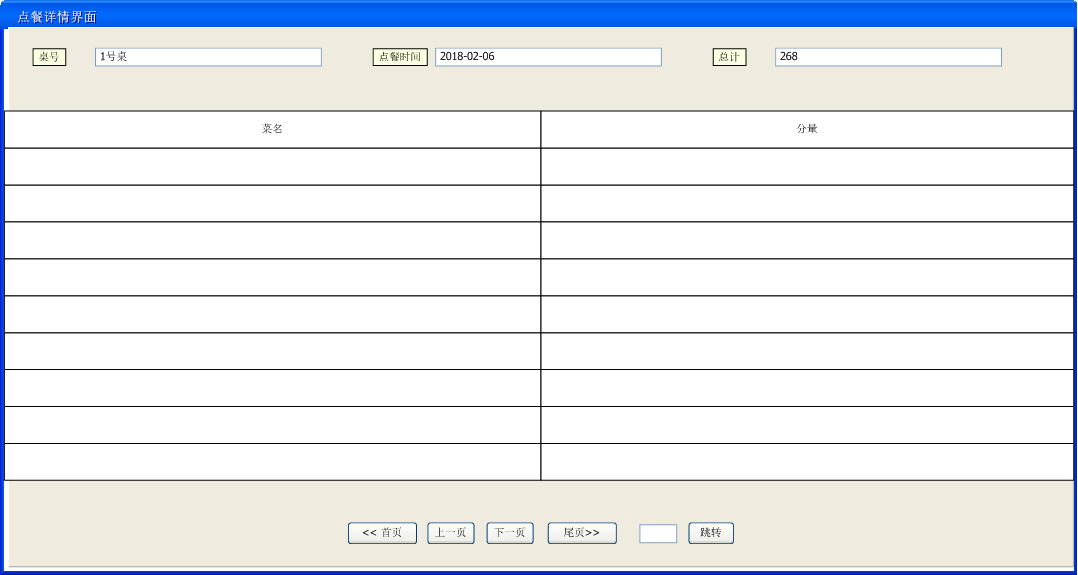 点餐详情界面
桌号 1号桌 点餐时间 2018-02-06 总计 268
菜名 分量
<< 首页 上一页 下一页 尾页>> 跳转